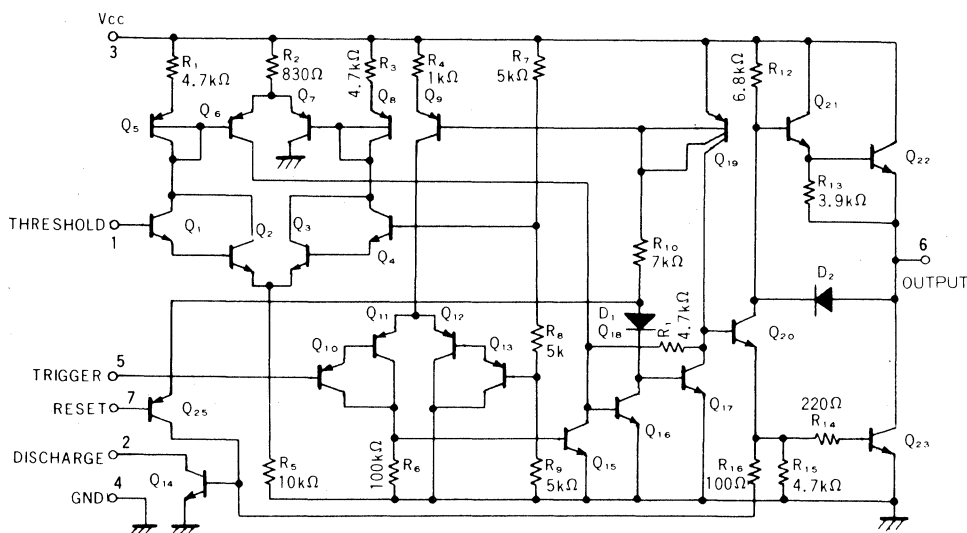 Vcc
3
R1
4.7kΩ
R2
830Ω
4.7kΩ
R3
R4
1kΩ
R7
5kΩ
6.8kΩ
R12
Q5
Q6
Q7
Q8
Q9
Q19
Q21
Q22
R13
3.9kΩ
THRESHOLD
1
Q1
Q2
Q3
Q4
R10
7kΩ
6
OUTPUT
D2
Q11
Q12
D1
Q18
R1
4.7kΩ
Q10
Q13
R8
5k
Q20
TRIGGER
5
RESET
7
Q25
Q16
Q17
220Ω
R14
Q23
DISCHARGE
2
Q14
R5
10kΩ
100kΩ
R6
Q15
R9
5kΩ
R16
100Ω
R15
4.7kΩ
GND
4